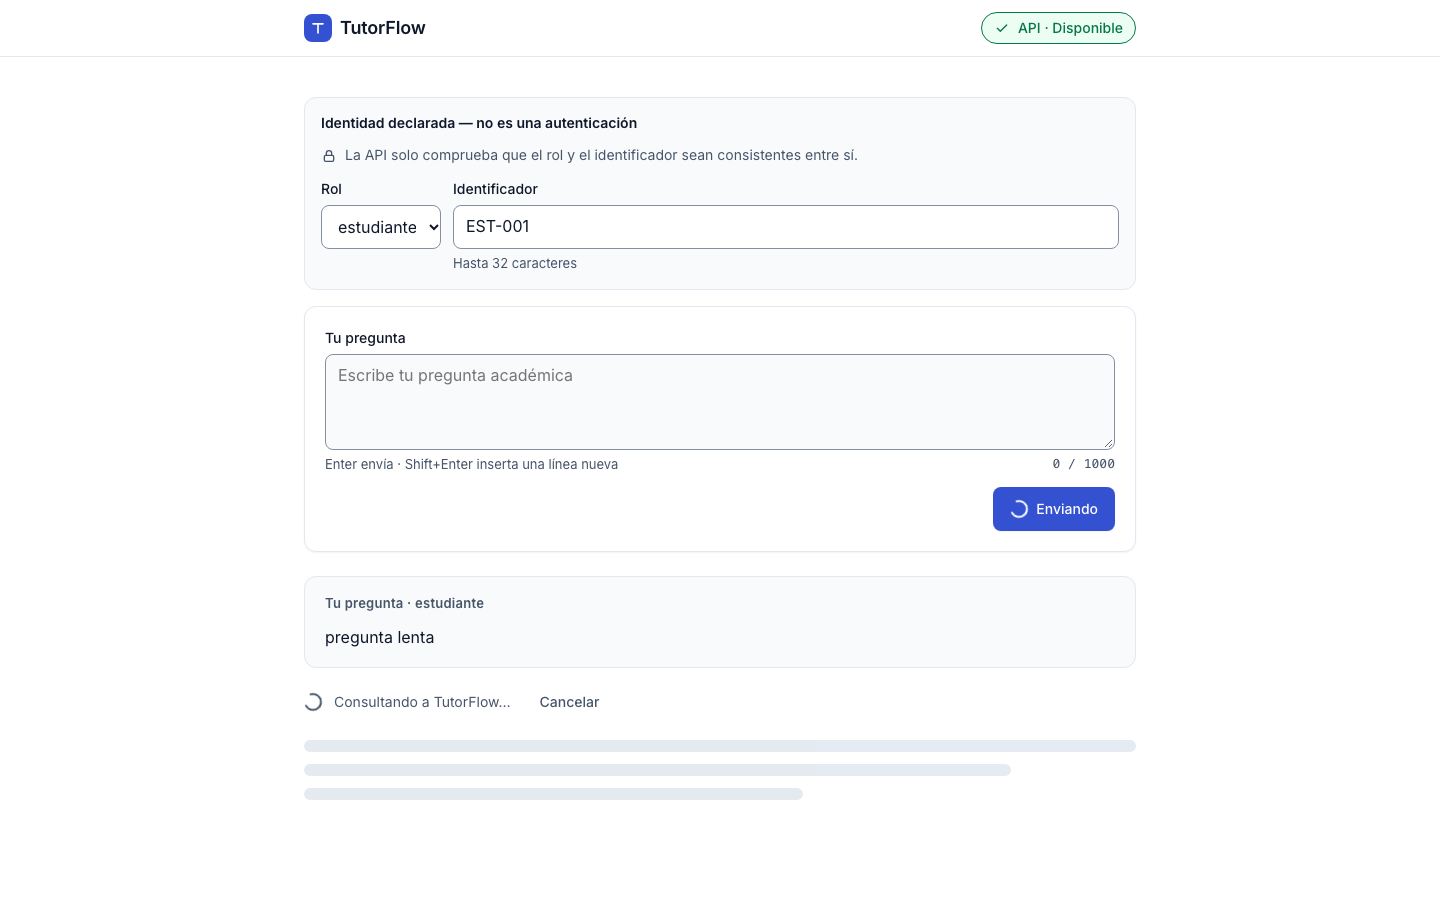 T TutorFlow
API · Disponible
Identidad declarada — no es una autenticación
La API solo comprueba que el rol y el identificador sean consistentes entre sí.
Rol
Identificador
estudiante
EST-001
Hasta 32 caracteres
Tu pregunta
Escribe tu pregunta académica
Enter envía · Shift+Enter inserta una línea nueva
0 / 1000
Enviando
Tu pregunta · estudiante
pregunta lenta
Consultando a TutorFlow…
Cancelar